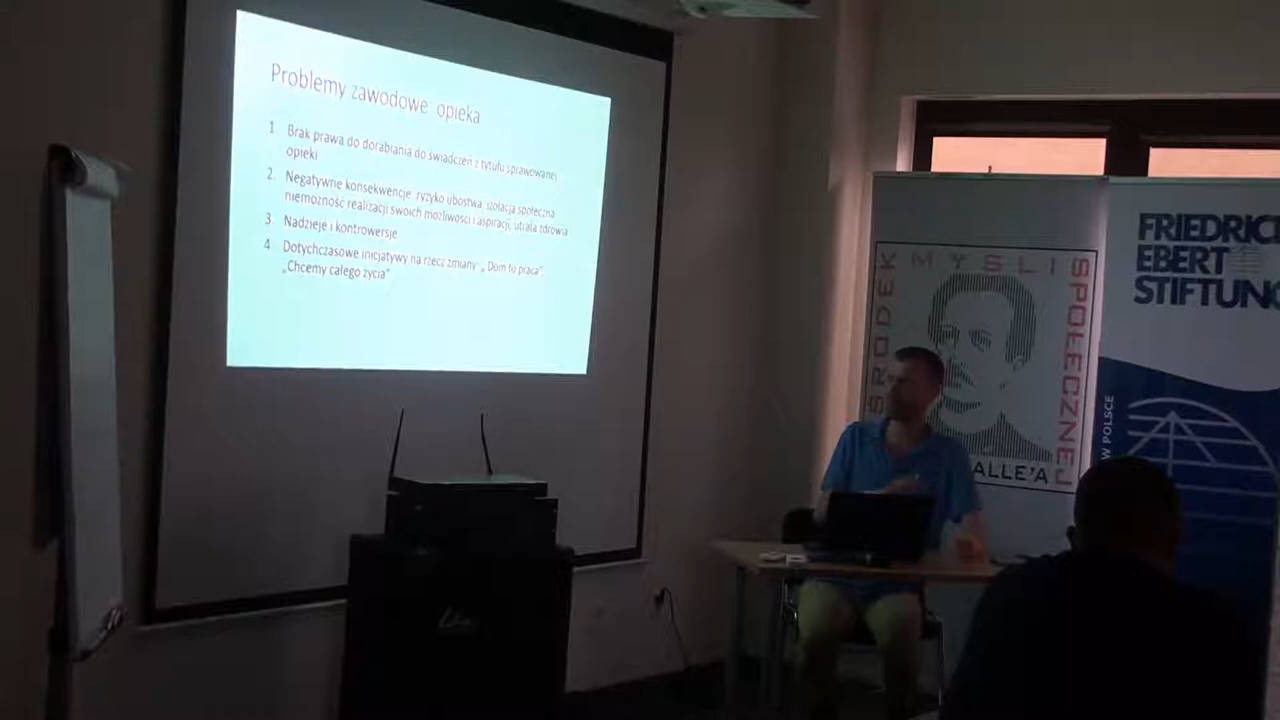 Problemy zawodowe opieka
1. Brak prawa do dorabiania do świadczeń z tytułu sprawowanej
opieki
2. Negatywne konsekwencje ryzyko ubóstwa, izolacja społeczna
niemożność realizacji swoich możliwości i aspiracji, utrata zdrowia
3. Nadzieje i kontrowersje
4 Dotychczasowe inicjatywy na rzecz zmiany „ Dom to praca",
„Chcemy całego życia"
OŚRODEK MYŚLI SPOŁECZNEJ
ALLE'A
FRIEDRICH
EBERT
STIFTUNG
W POLSCE